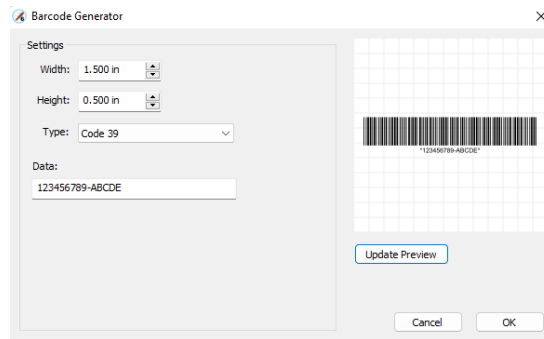 Barcode Generator
Settings
Width: 1.500 in
Height: 0.500 in
Type: Code 39
Data:
123456789-ABCDE
*123456789-ABCDE*
Update Preview
Cancel OK